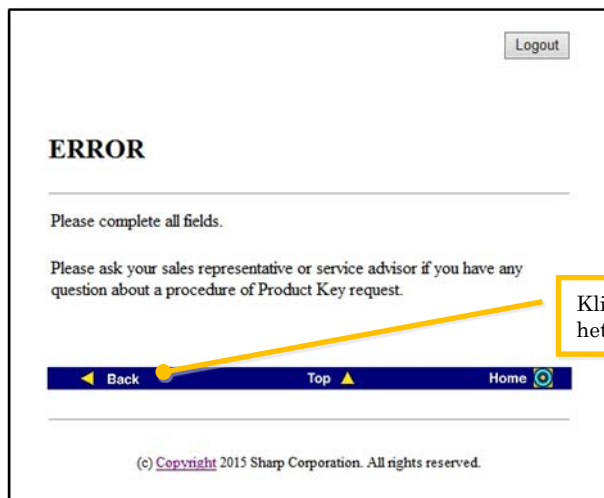 Logout
ERROR
Please complete all fields.
Please ask your sales representative or service advisor if you have any
question about a procedure of Product Key request.
het
Back Top Home
(c) Copyright 2015 Sharp Corporation. All rights reserved.